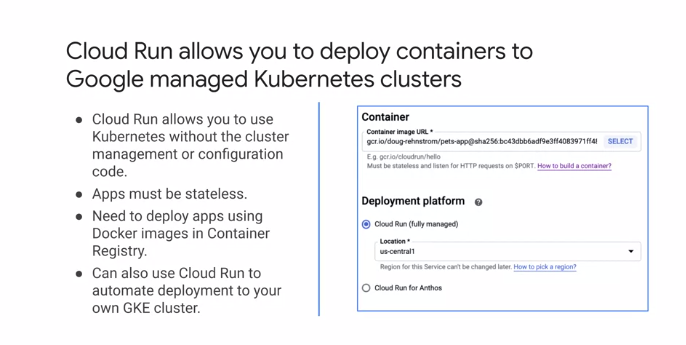 Cloud Run allows you to deploy containers to
Google managed Kubernetes clusters
● Cloud Run allows you to use
Kubernetes without the cluster
management or configuration
code.
● Apps must be stateless.
● Need to deploy apps using
Docker images in Container
Registry.
● Can also use Cloud Run to
automate deployment to your
own GKE cluster.
Container
Container image URL *
gcr.io/doug-rehnstrom/pets-app@sha256:bc43dbb6adf9e3ff4083971ff4f
SELECT
E.g. gcr.io/cloudrun/hello
Must be stateless and listen for HTTP requests on $PORT. How to build a container?
Deployment platform ?
Cloud Run (fully managed)
Location *
us-central1
Region for this Service can't be changed later. How to pick a region?
Cloud Run for Anthos